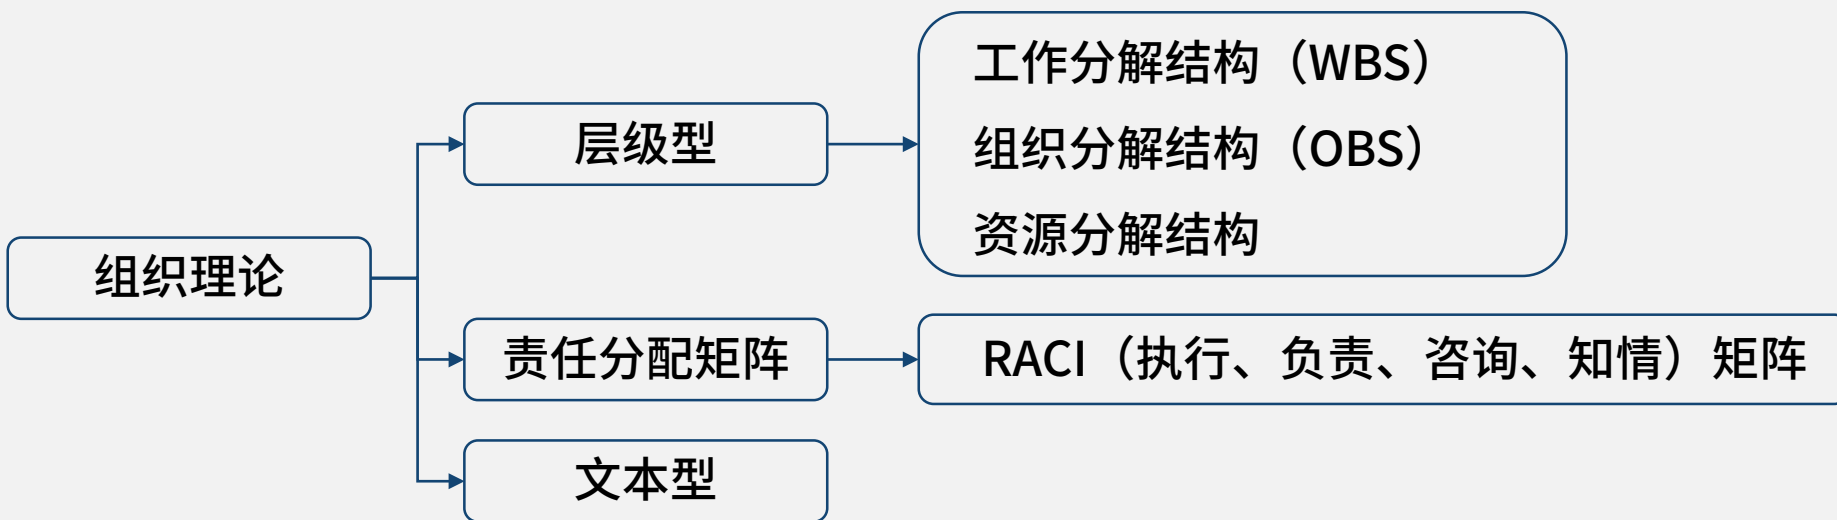 组织理论
层级型
工作分解结构（WBS）
组织分解结构（OBS）
资源分解结构
责任分配矩阵
RACI（执行、负责、咨询、知情）矩阵
文本型